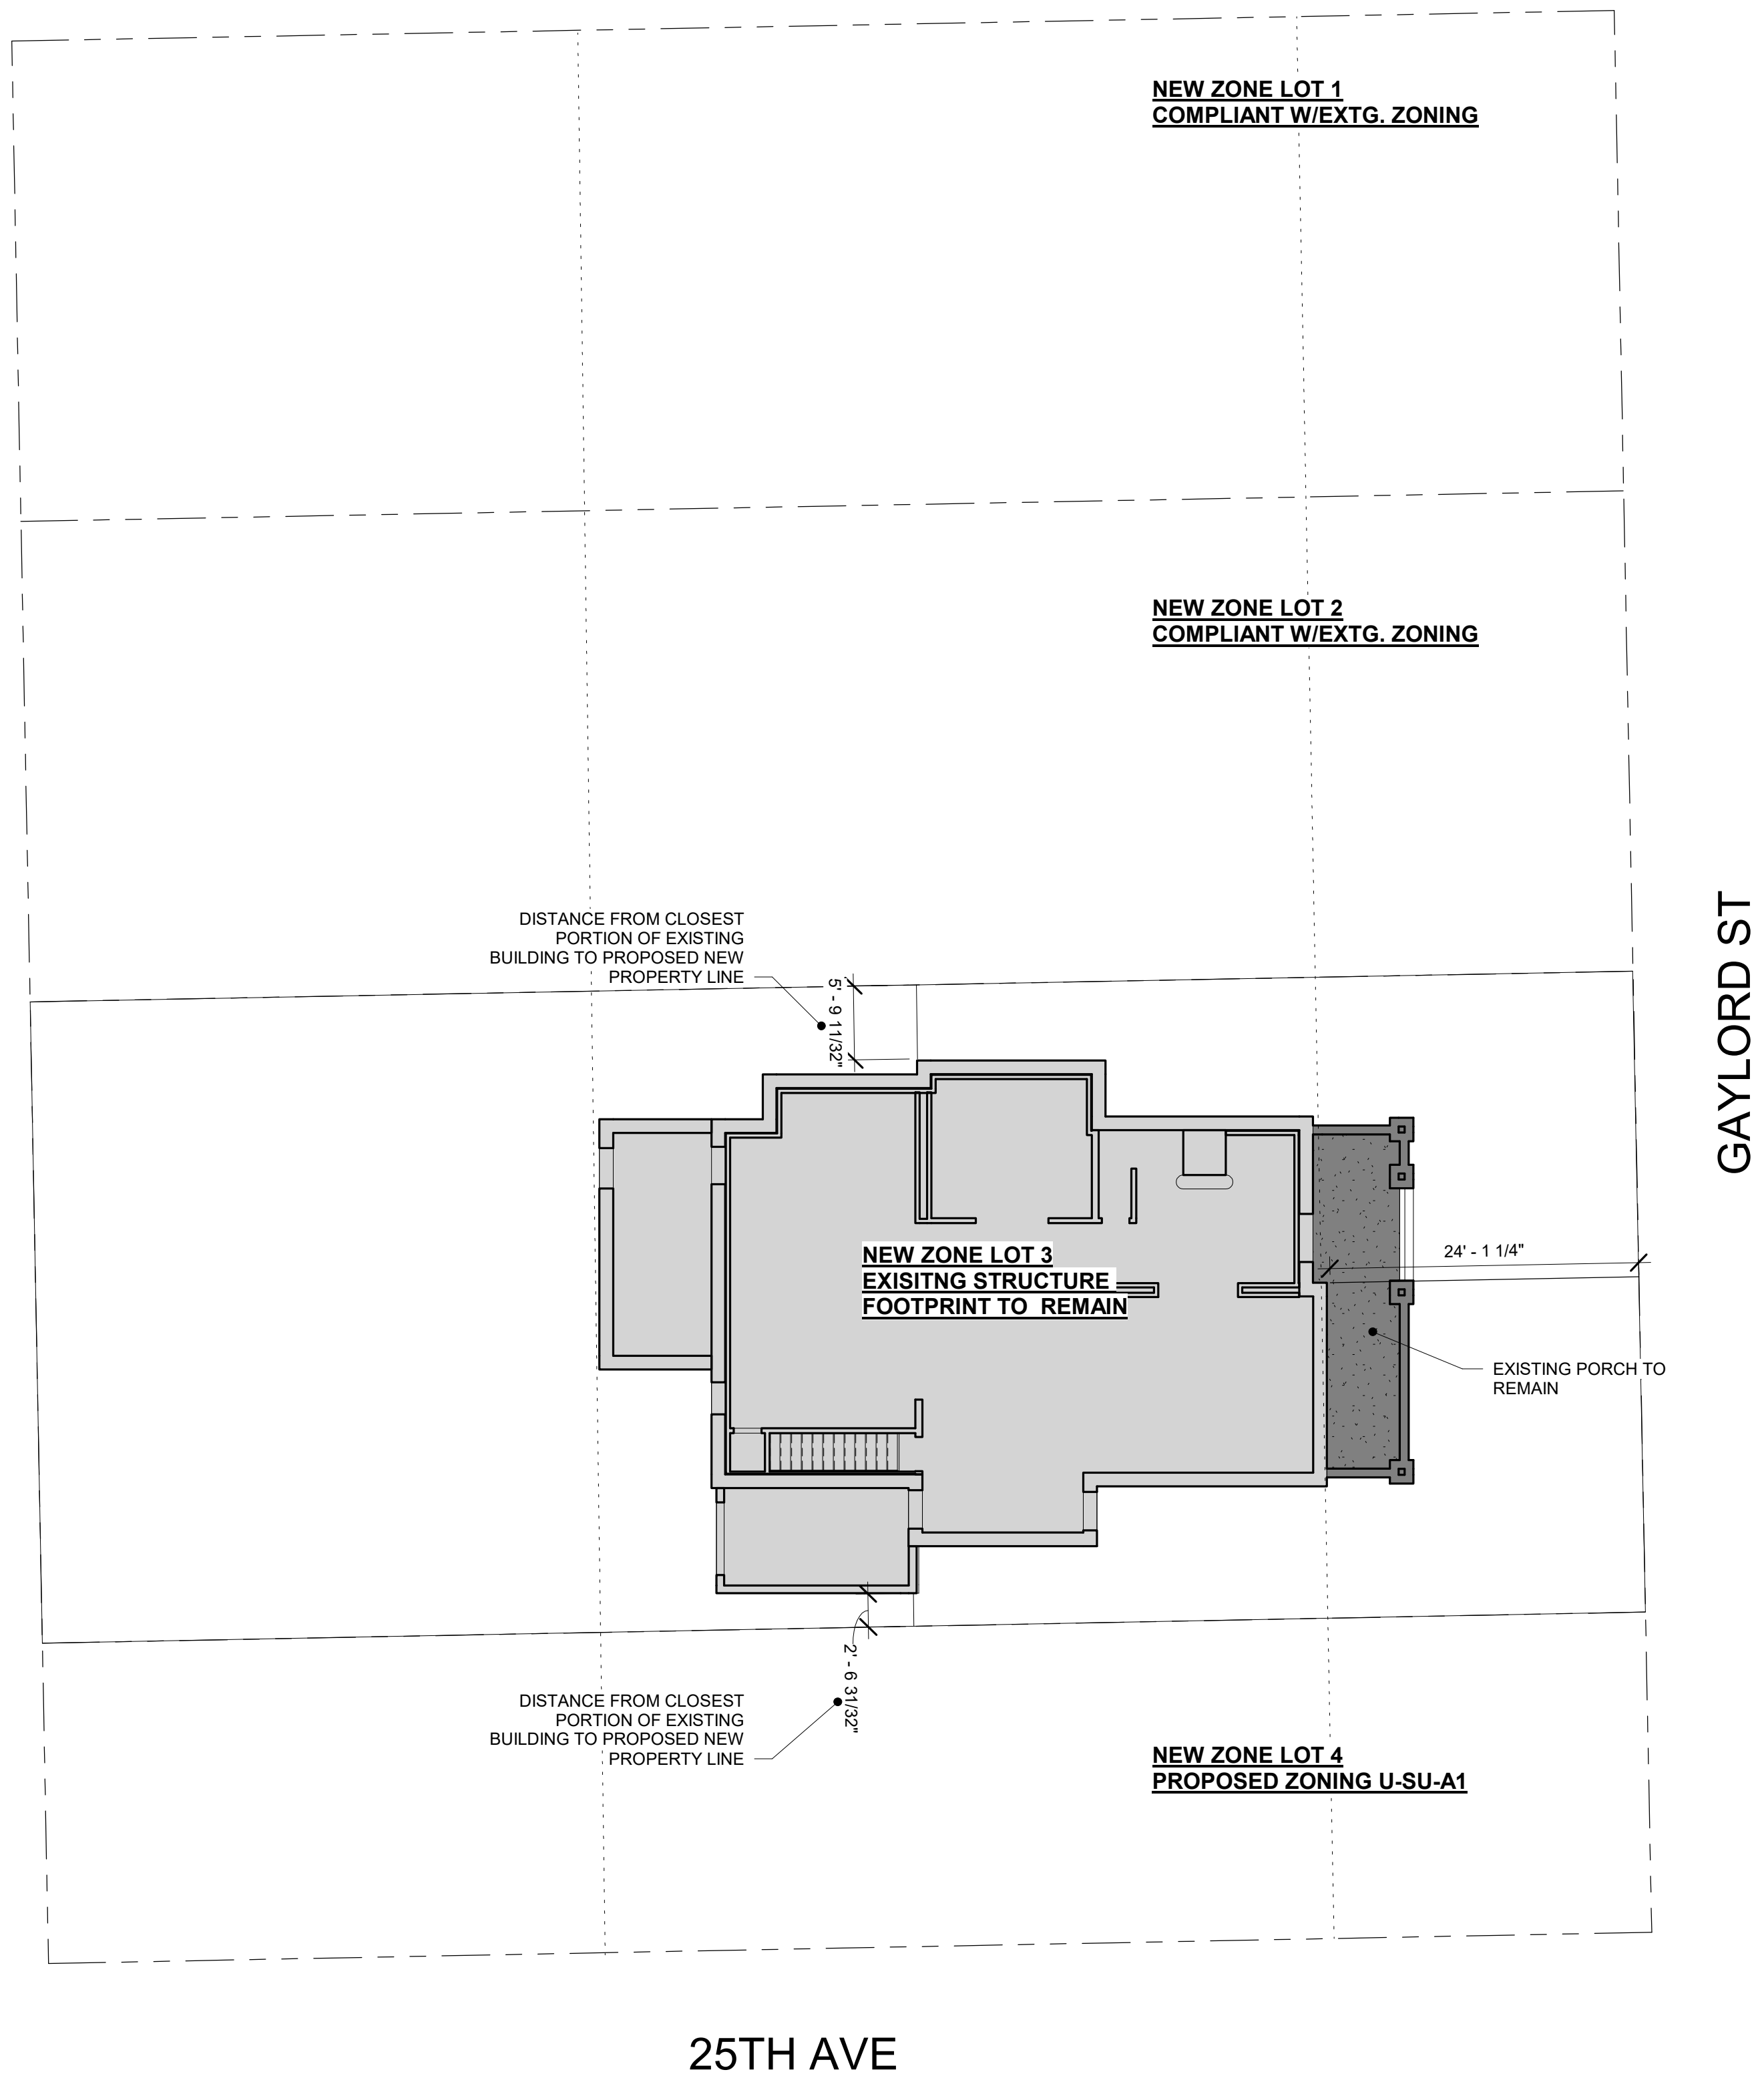 NEW ZONE LOT 1
COMPLIANT W/EXTG. ZONING
NEW ZONE LOT 2
COMPLIANT W/EXTG. ZONING
DISTANCE FROM CLOSEST
PORTION OF EXISTING
BUILDING TO PROPOSED NEW
PROPERTY LINE
5' - 9 11/32"
GAYLORD ST
NEW ZONE LOT 3
EXISITNG STRUCTURE
FOOTPRINT TO REMAIN
24' - 1 1/4"
EXISTING PORCH TO
REMAIN
2' - 6 31/32"
DISTANCE FROM CLOSEST
PORTION OF EXISTING
BUILDING TO PROPOSED NEW
PROPERTY LINE
NEW ZONE LOT 4
PROPOSED ZONING U-SU-A1
25TH AVE